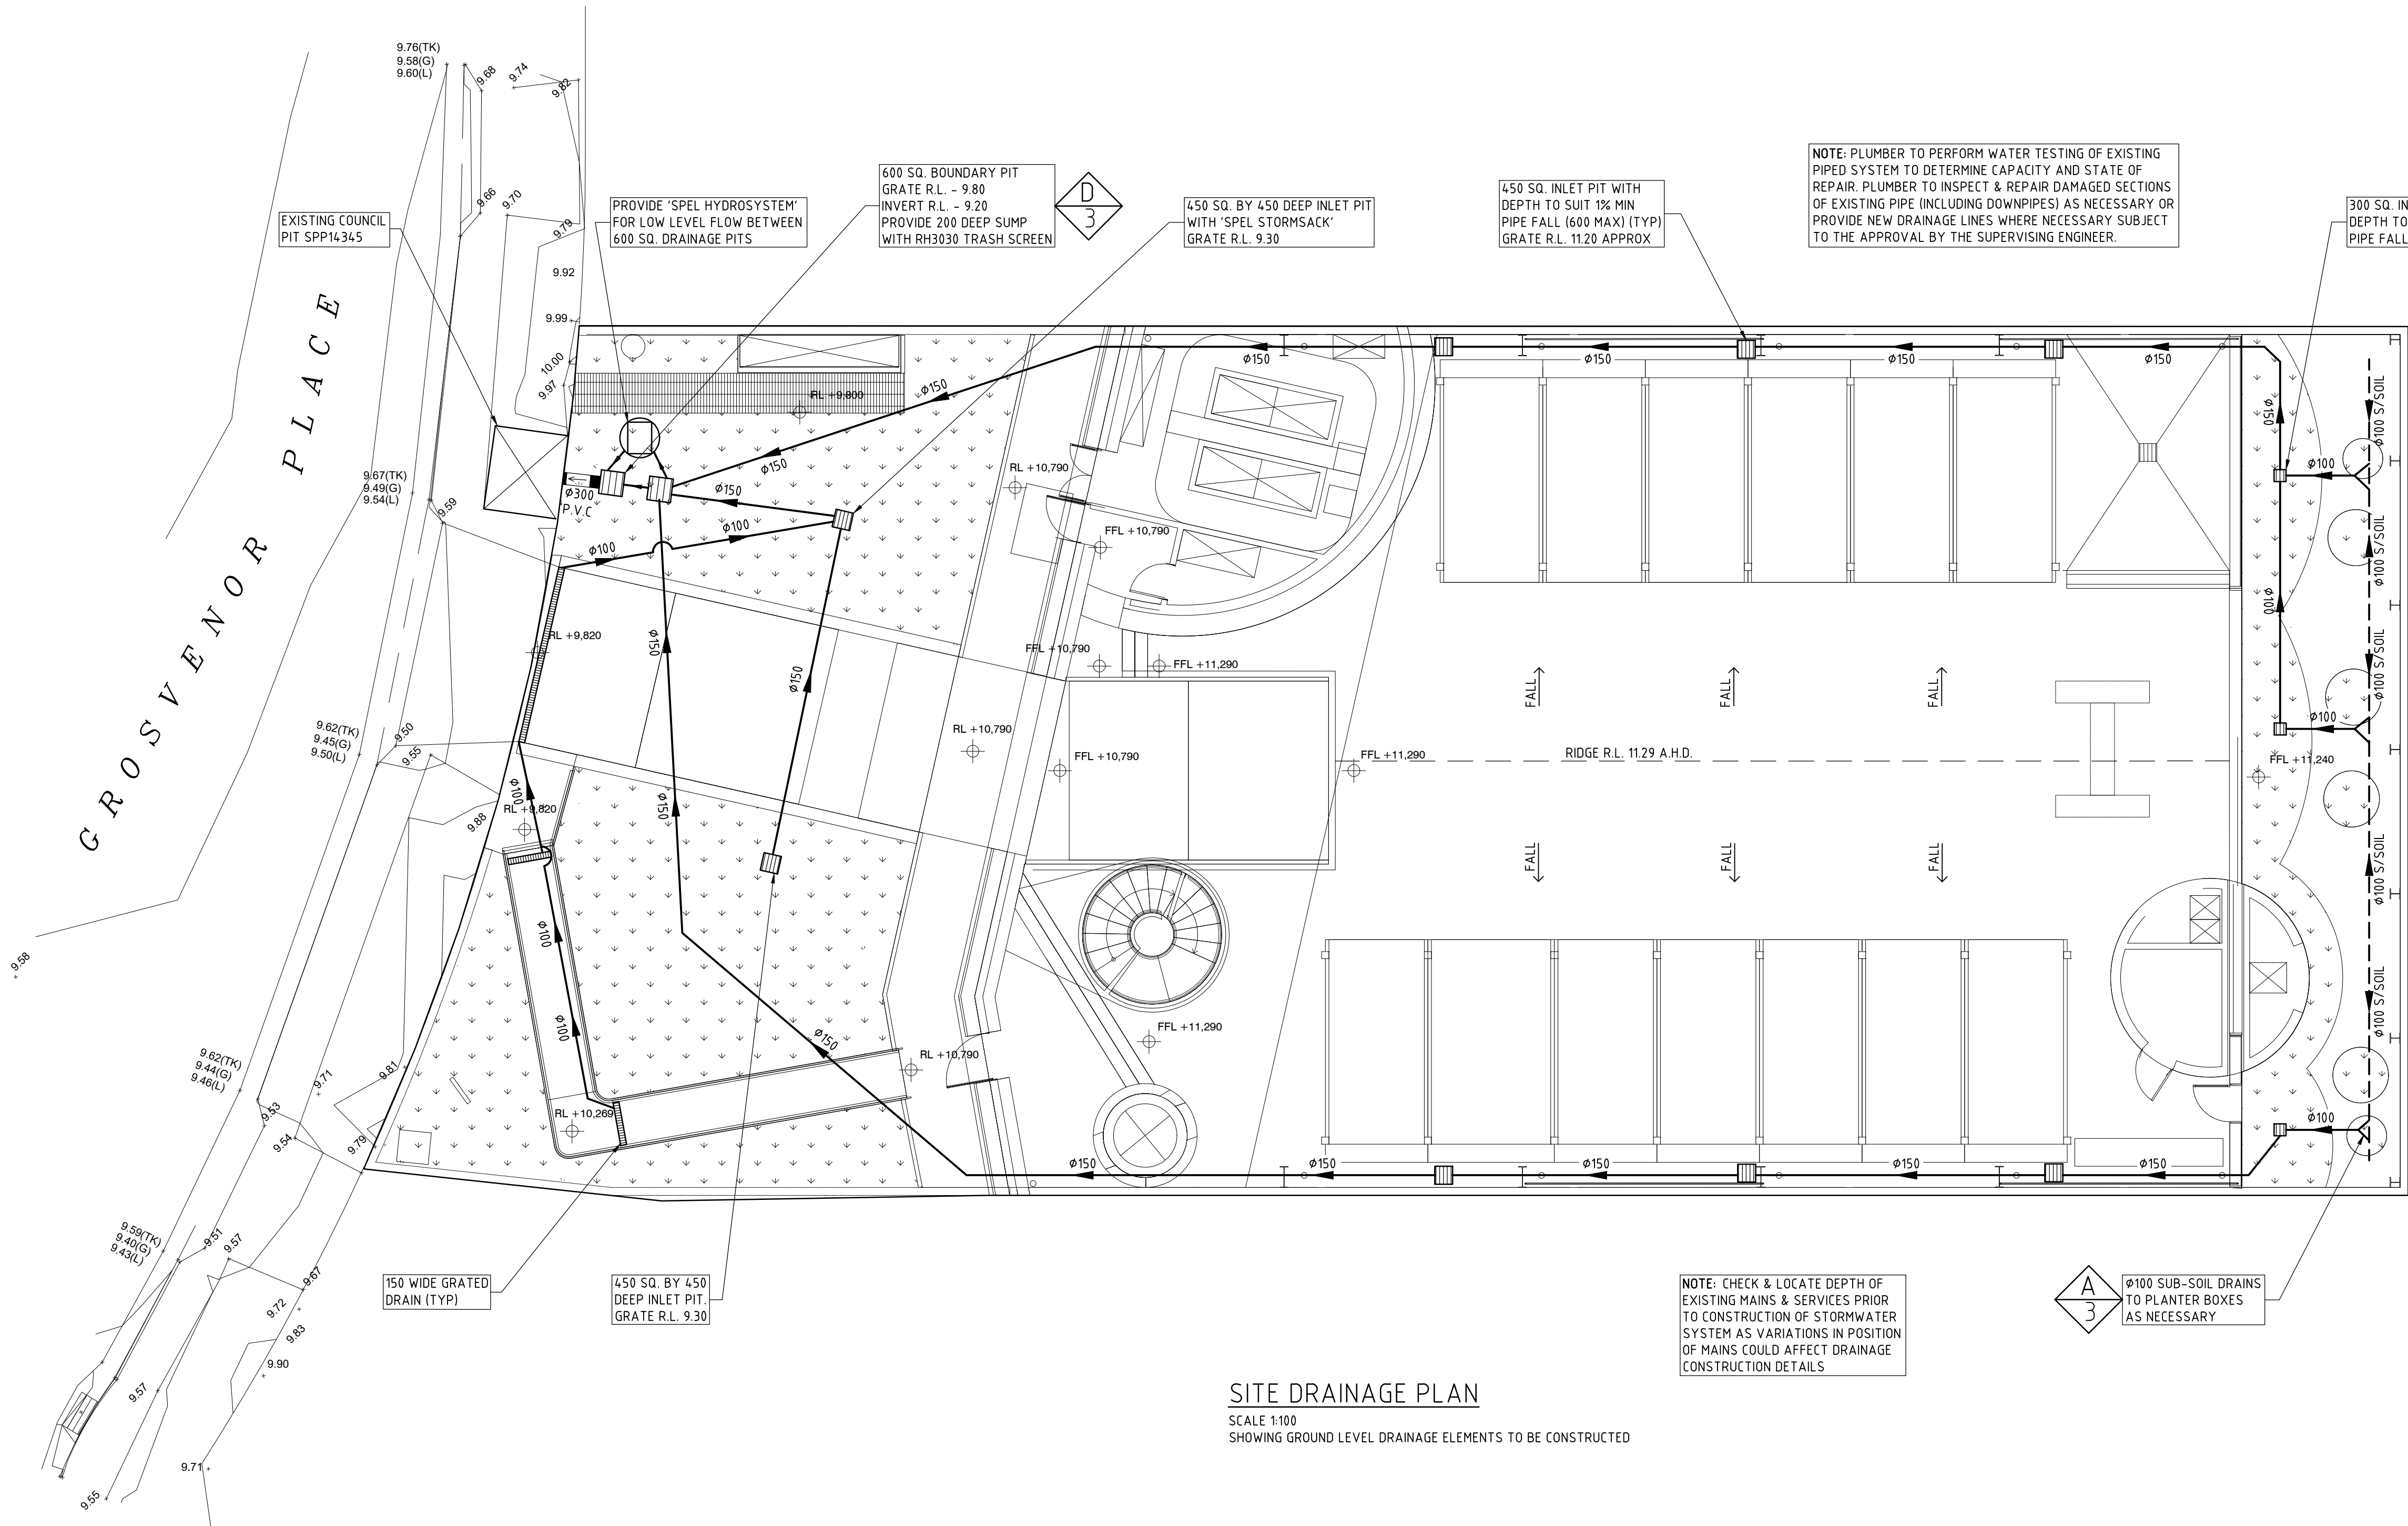 9.76(TK)
9.58(G)
9.60(L)
9.68
9.74
9.82
9.66
9.70
9.79
9.92
9.99
10.00
9.97
EXISTING COUNCIL
PIT SPP14345
PROVIDE 'SPEL HYDROSYSTEM'
FOR LOW LEVEL FLOW BETWEEN
600 SQ. DRAINAGE PITS
600 SQ. BOUNDARY PIT
GRATE R.L. - 9.80
INVERT R.L. - 9.20
PROVIDE 200 DEEP SUMP
WITH RH3030 TRASH SCREEN
D
3
450 SQ. BY 450 DEEP INLET PIT
WITH 'SPEL STORMSACK'
GRATE R.L. 9.30
450 SQ. INLET PIT WITH
DEPTH TO SUIT 1% MIN
PIPE FALL (600 MAX) (TYP)
GRATE R.L. 11.20 APPROX
NOTE: PLUMBER TO PERFORM WATER TESTING OF EXISTING
PIPED SYSTEM TO DETERMINE CAPACITY AND STATE OF
REPAIR. PLUMBER TO INSPECT & REPAIR DAMAGED SECTIONS
OF EXISTING PIPE (INCLUDING DOWNPIPES) AS NECESSARY OR
PROVIDE NEW DRAINAGE LINES WHERE NECESSARY SUBJECT
TO THE APPROVAL BY THE SUPERVISING ENGINEER.
300 SQ. IN
DEPTH TO
PIPE FALL
GROSVENOR PLACE
ø150
ø150
ø150
ø150
ø150
ø150
ø150
RL +9,800
ø150
ø100
ø100
ø300
P.V.C
9.67(TK)
9.49(G)
9.54(L)
9.59
RL +10,790
FFL +10,790
ø150
ø100
ø100
ø100 S/SOIL
ø100 S/SOIL
ø100 S/SOIL
ø100 S/SOIL
ø100 S/SOIL
RL +9,820
ø150
ø150
FFL +10,790
FFL +11,290
FALL
FALL
FALL
9.62(TK)
9.45(G)
9.50(L)
9.50
9.55
RL +10,790
FFL +10,790
FFL +11,290
RIDGE R.L. 11.29 A.H.D.
ø100
FFL +11,240
ø100
RL +9,820
ø150
9.88
FALL
FALL
FALL
ø100
ø100
ø150
FFL +11,290
RL +10,790
9.62(TK)
9.44(G)
9.46(L)
9.71
9.81
9.53
9.54
9.79
RL +10,269
ø100
ø150
ø150
ø150
ø150
ø150
9.58
9.59(TK)
9.40(G)
9.43(L)
9.51
9.57
9.67
9.72
9.83
9.90
9.57
9.71
9.55
150 WIDE GRATED
DRAIN (TYP)
450 SQ. BY 450
DEEP INLET PIT.
GRATE R.L. 9.30
NOTE: CHECK & LOCATE DEPTH OF
EXISTING MAINS & SERVICES PRIOR
TO CONSTRUCTION OF STORMWATER
SYSTEM AS VARIATIONS IN POSITION
OF MAINS COULD AFFECT DRAINAGE
CONSTRUCTION DETAILS
A
3
ø100 SUB-SOIL DRAINS
TO PLANTER BOXES
AS NECESSARY
SITE DRAINAGE PLAN
SCALE 1:100
SHOWING GROUND LEVEL DRAINAGE ELEMENTS TO BE CONSTRUCTED